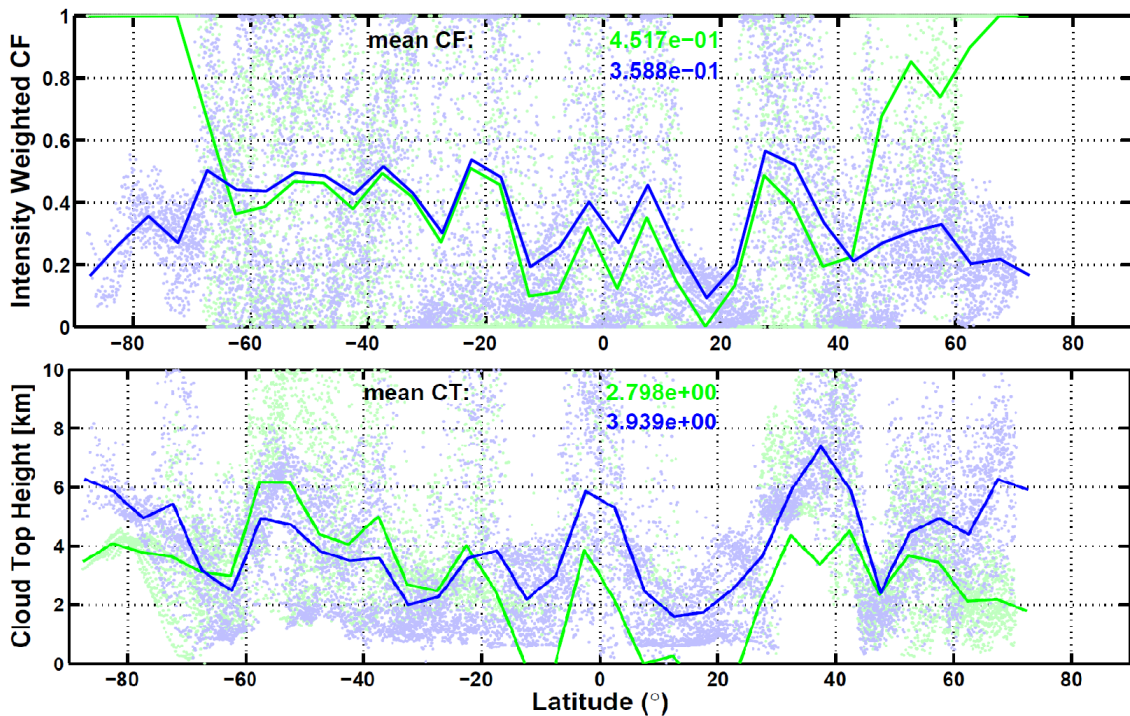 Intensity Weighted CF
1
0.8
0.6
0.4
0.2
0
mean CF:
4.517e−01
3.588e−01
−80 −60 −40 −20 0 20 40 60 80
Cloud Top Height [km]
10
8
6
4
2
0
mean CT:
2.798e+00
3.939e+00
−80 −60 −40 −20 0 20 40 60 80
Latitude (°)